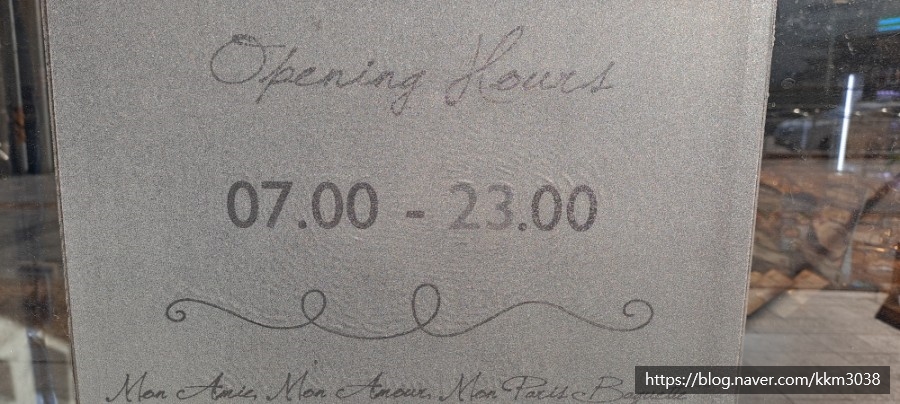 Opening Hours
07.00 - 23.00
Mon Amie, Mon Amour, Mon Paris Baguette
https://blog.naver.com/kkm3038